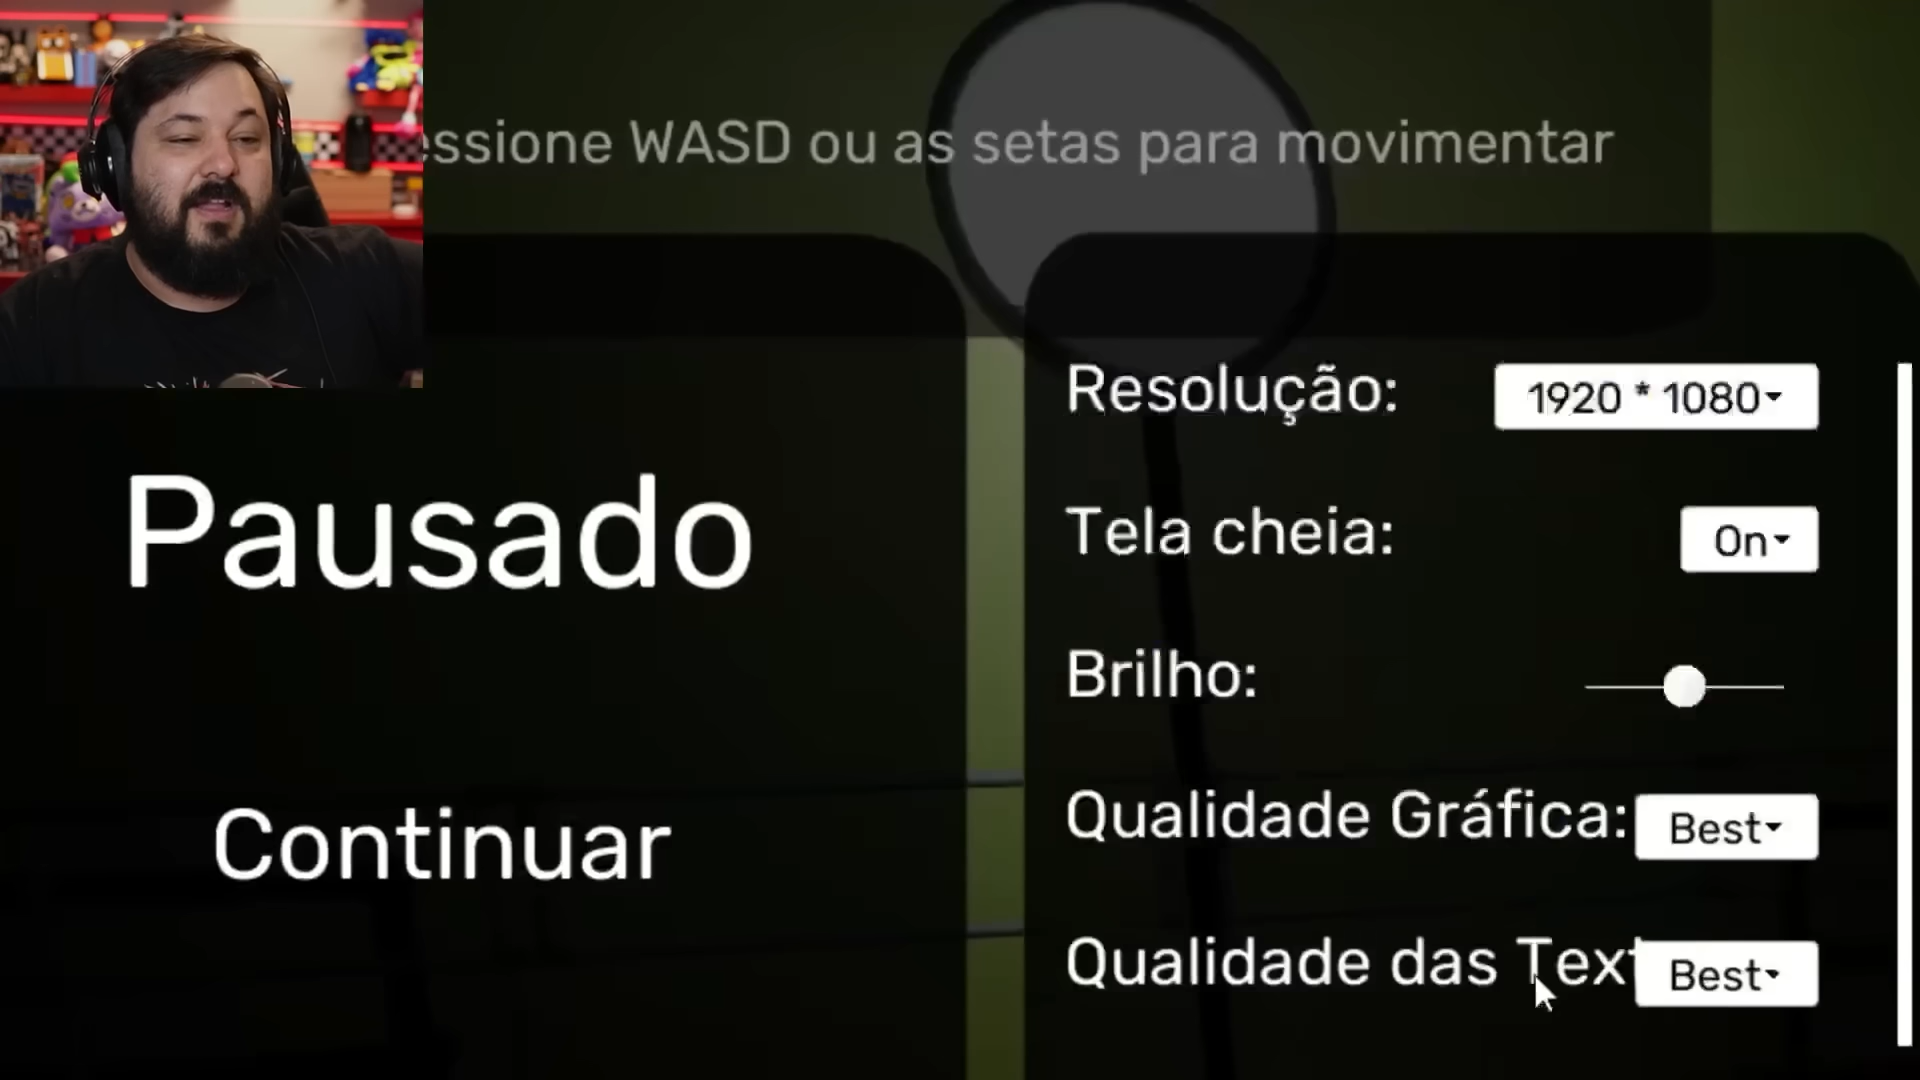 essione WASD ou as setas para movimentar
Pausado
Continuar
Resolução: 1920 * 1080
Tela cheia: On
Brilho:
Qualidade Gráfica: Best
Qualidade das Text Best